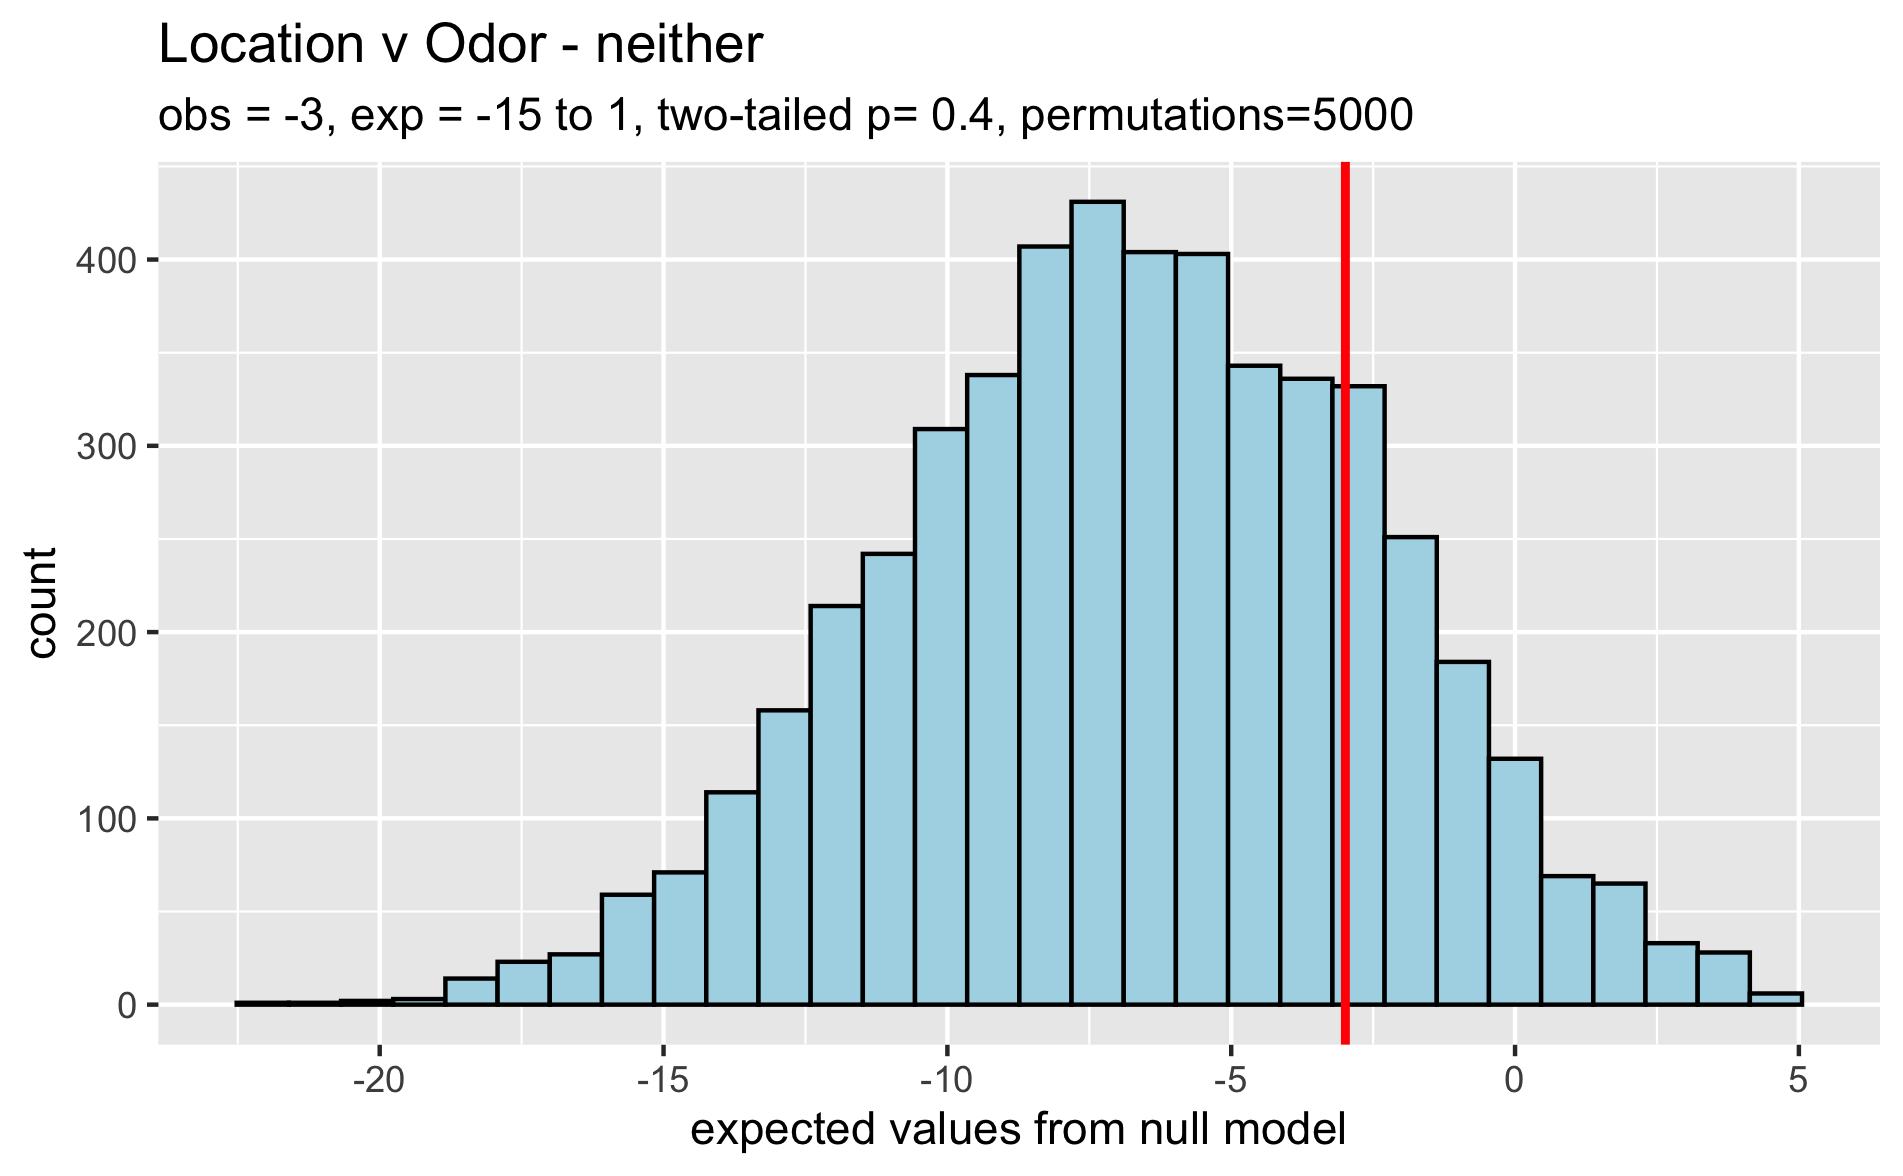 Location v Odor - neither
obs = -3, exp = -15 to 1, two-tailed p= 0.4, permutations=5000
400
300
200
100
0
count
-20 -15 -10 -5 0 5
expected values from null model